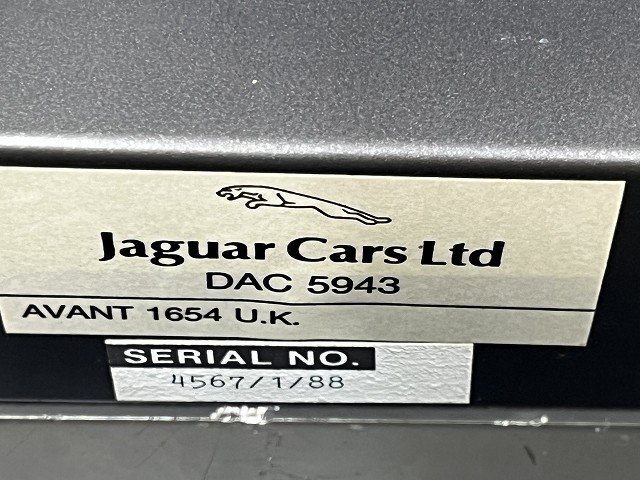 Jaguar Cars Ltd
DAC 5943
AVANT 1654 U.K.
SERIAL NO.
4567/1/88